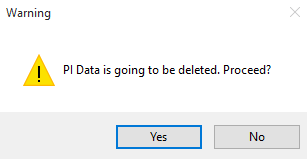 Warning
PI Data is going to be deleted. Proceed?
Yes
No